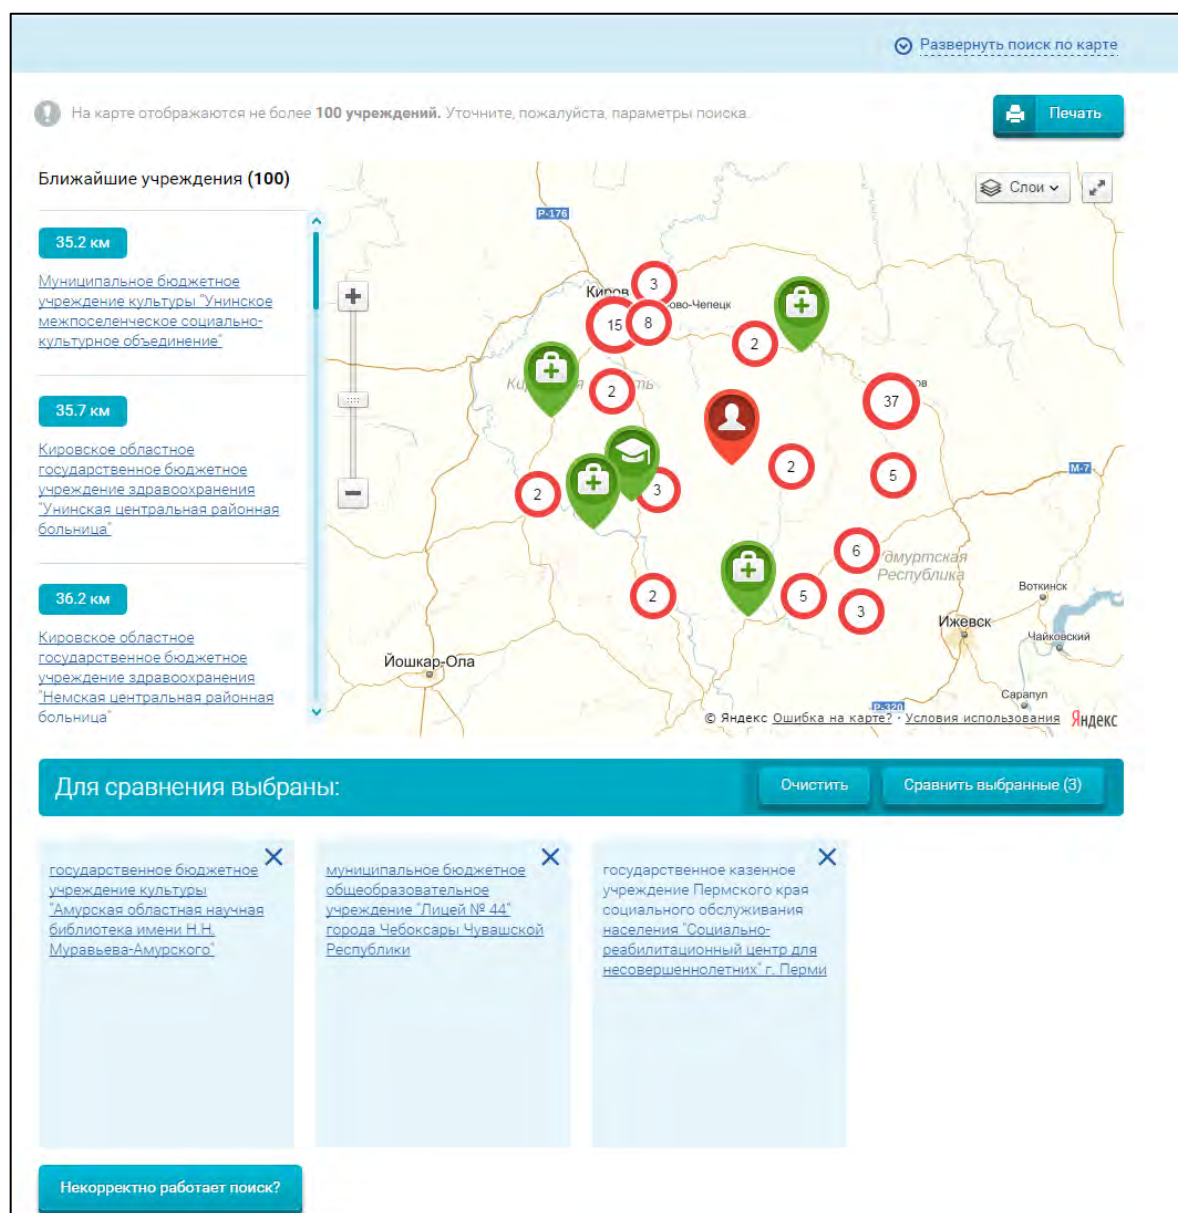 Развернуть поиск по карте
На карте отображаются не более 100 учреждений. Уточните, пожалуйста, параметры поиска.
Печать
Ближайшие учреждения (100)
35.2 км
Муниципальное бюджетное
учреждение культуры "Унинское
межпоселенческое социально-
культурное объединение"
35.7 км
Кировское областное
государственное бюджетное
учреждение здравоохранения
"Унинская центральная районная
больница"
36.2 км
Кировское областное
государственное бюджетное
учреждение здравоохранения
"Немская центральная районная
больница"
Слои
Р-176
3
Киров
ово-Чепецк
15
8
2
2
37
ов
2
5
М-7
2
3
6
Удмуртская
Республика
2
5
3
Воткинск
Ижевск
Чайковский
Йошкар-Ола
Сарапул
Р-320
© Яндекс Ошибка на карте? · Условия использования Яндекс
Для сравнения выбраны:
Очистить
Сравнить выбранные (3)
государственное бюджетное
учреждение культуры
"Амурская областная научная
библиотека имени Н.Н.
Муравьева-Амурского"
муниципальное бюджетное
общеобразовательное
учреждение "Лицей № 44"
города Чебоксары Чувашской
Республики
государственное казенное
учреждение Пермского края
социального обслуживания
населения "Социально-
реабилитационный центр для
несовершеннолетних" г. Перми
Некорректно работает поиск?